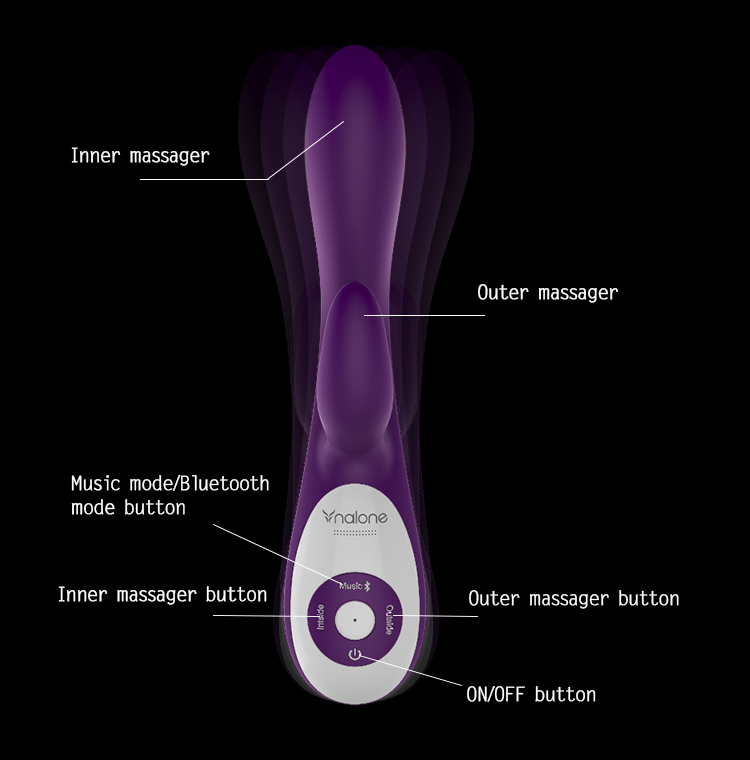 Inner massager
Outer massager
Music mode/Bluetooth
mode button
nalone
Music
Inner massager button
Inside
Outside
Outer massager button
ON/OFF button